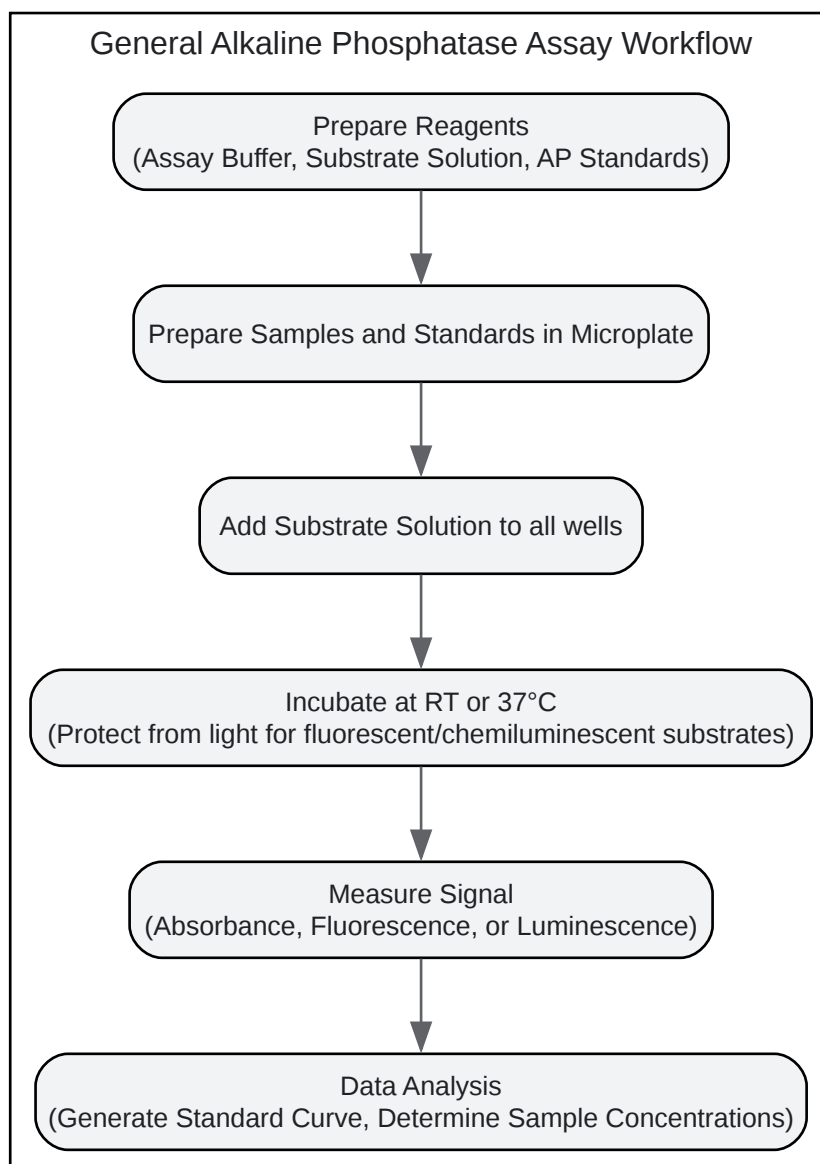 General Alkaline Phosphatase Assay Workflow
Prepare Reagents
(Assay Buffer, Substrate Solution, AP Standards)
Prepare Samples and Standards in Microplate
Add Substrate Solution to all wells
Incubate at RT or 37°C
(Protect from light for fluorescent/chemiluminescent substrates)
Measure Signal
(Absorbance, Fluorescence, or Luminescence)
Data Analysis
(Generate Standard Curve, Determine Sample Concentrations)